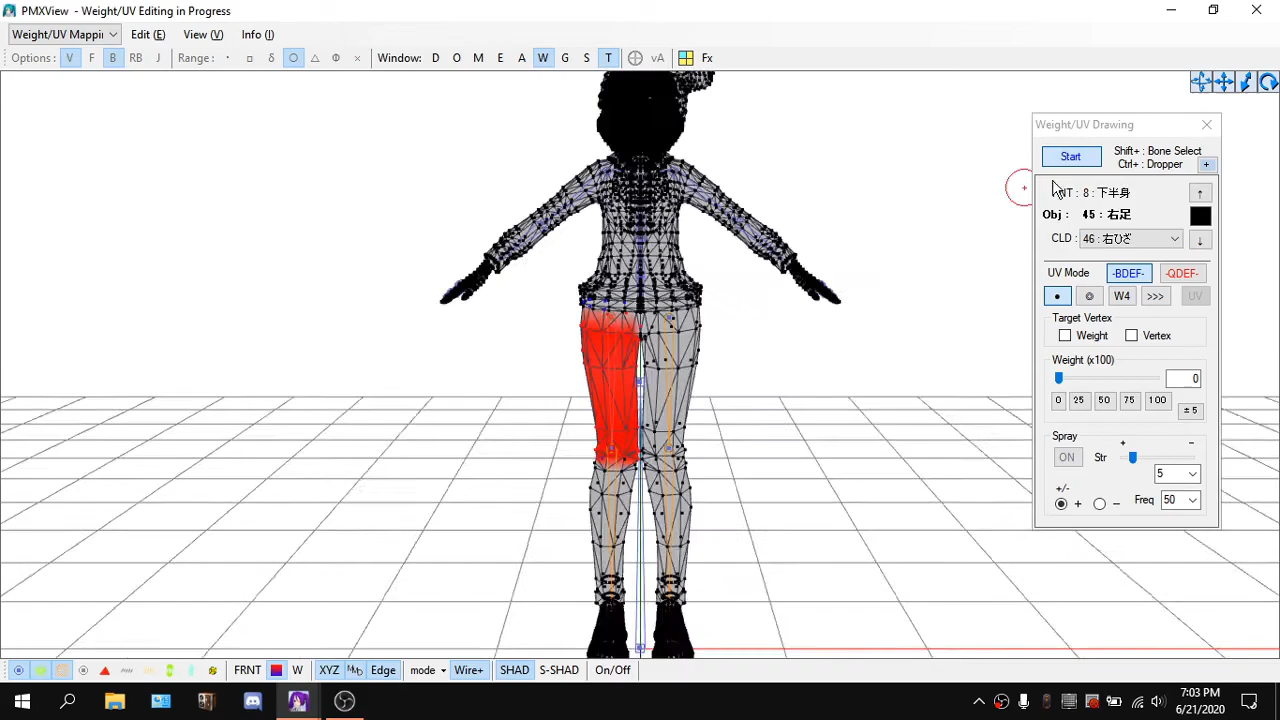 PMXView - Weight/UV Editing in Progress
Weight/UV Mappin Edit (E) View (V) Info (I)
Options: V F B RB J Range: · □ δ ○ △ Φ × Window: D O M E A W G S T vA Fx
Weight/UV Drawing
Start Shift+ : Bone Select
Ctrl+ : Dropper +
NT : 8 : 下半身 ↑
Obj : 45 : 右足
CLD : 46 : 右ひざ ↓
UV Mode -BDEF- -QDEF-
● ◎ W4 >>> UV
Target Vertex
Weight Vertex
Weight (x100)
0
0 25 50 75 100
± 5
Spray
+ −
ON Str
5
+/-
+ − Freq 50
FRNT W XYZ Edge mode Wire+ SHAD S-SHAD On/Off
7:03 PM
6/21/2020